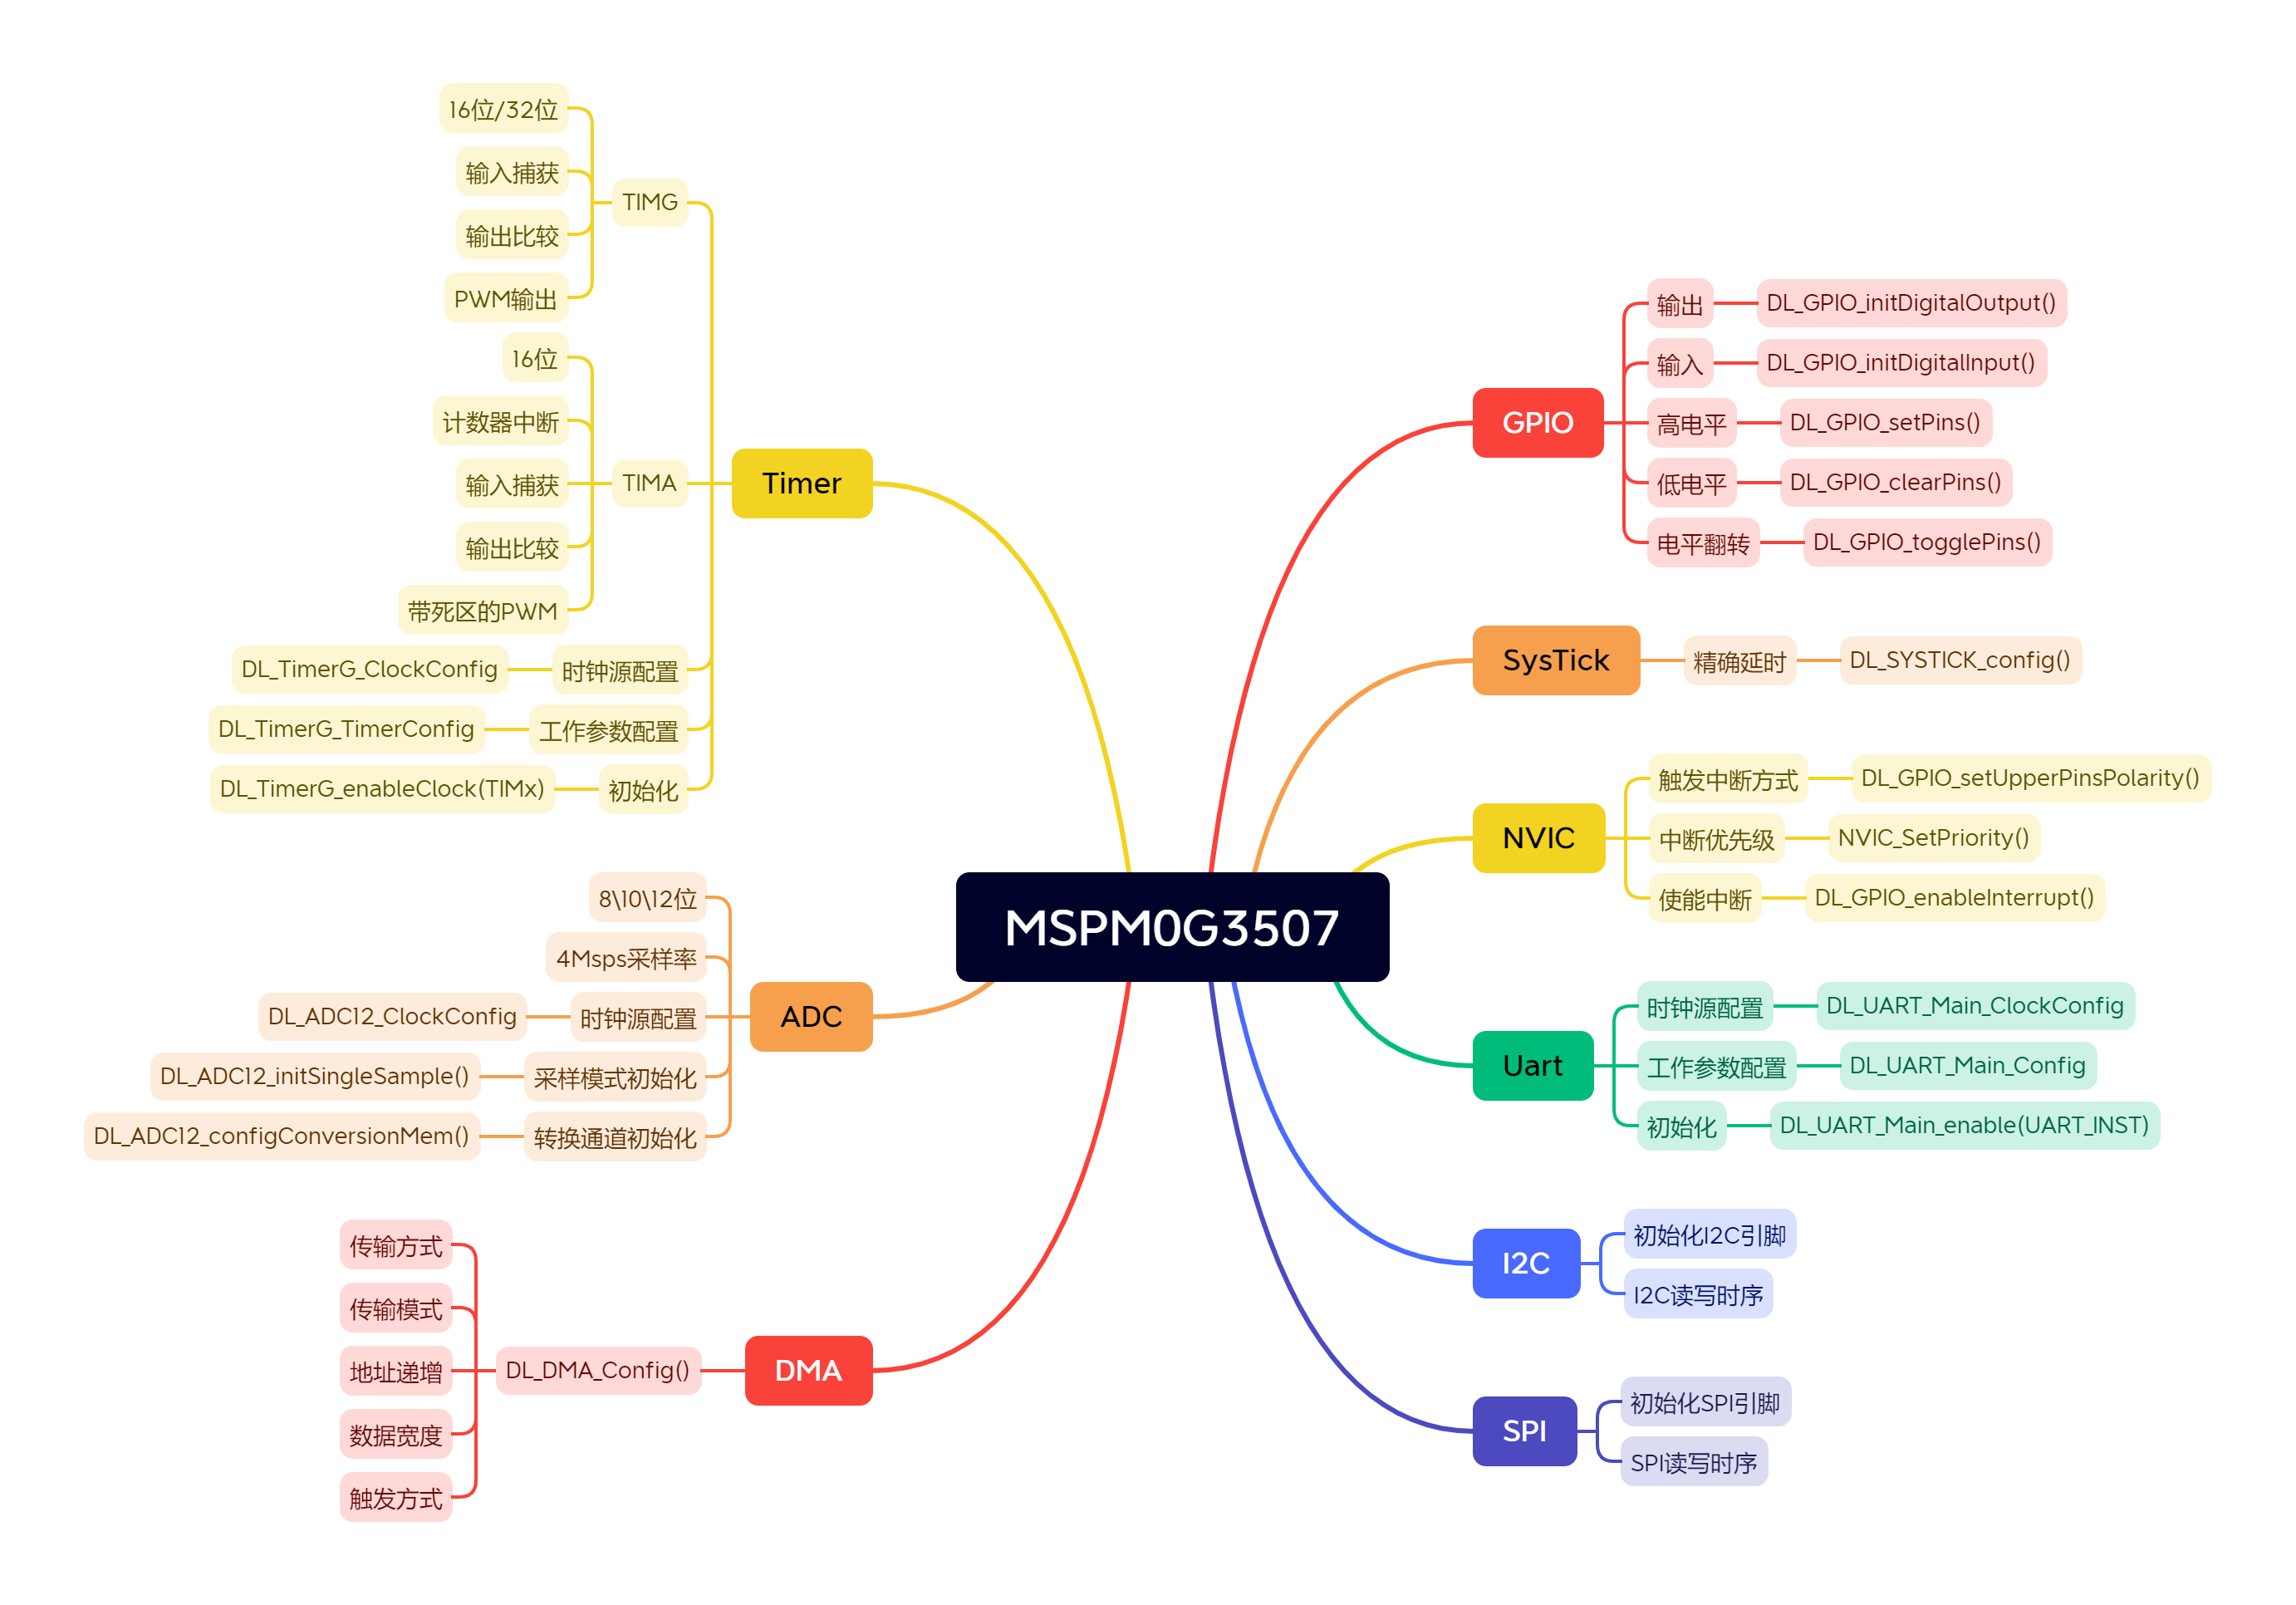 MSPM0G3507
GPIO
输出
DL_GPIO_initDigitalOutput()
输入
DL_GPIO_initDigitalInput()
高电平
DL_GPIO_setPins()
低电平
DL_GPIO_clearPins()
电平翻转
DL_GPIO_togglePins()
SysTick
精确延时
DL_SYSTICK_config()
NVIC
触发中断方式
DL_GPIO_setUpperPinsPolarity()
中断优先级
NVIC_SetPriority()
使能中断
DL_GPIO_enableInterrupt()
Uart
时钟源配置
DL_UART_Main_ClockConfig
工作参数配置
DL_UART_Main_Config
初始化
DL_UART_Main_enable(UART_INST)
I2C
初始化I2C引脚
I2C读写时序
SPI
初始化SPI引脚
SPI读写时序
Timer
TIMG
16位/32位
输入捕获
输出比较
PWM输出
TIMA
16位
计数器中断
输入捕获
输出比较
带死区的PWM
时钟源配置
DL_TimerG_ClockConfig
工作参数配置
DL_TimerG_TimerConfig
初始化
DL_TimerG_enableClock(TIMx)
ADC
8\10\12位
4Msps采样率
时钟源配置
DL_ADC12_ClockConfig
采样模式初始化
DL_ADC12_initSingleSample()
转换通道初始化
DL_ADC12_configConversionMem()
DMA
DL_DMA_Config()
传输方式
传输模式
地址递增
数据宽度
触发方式